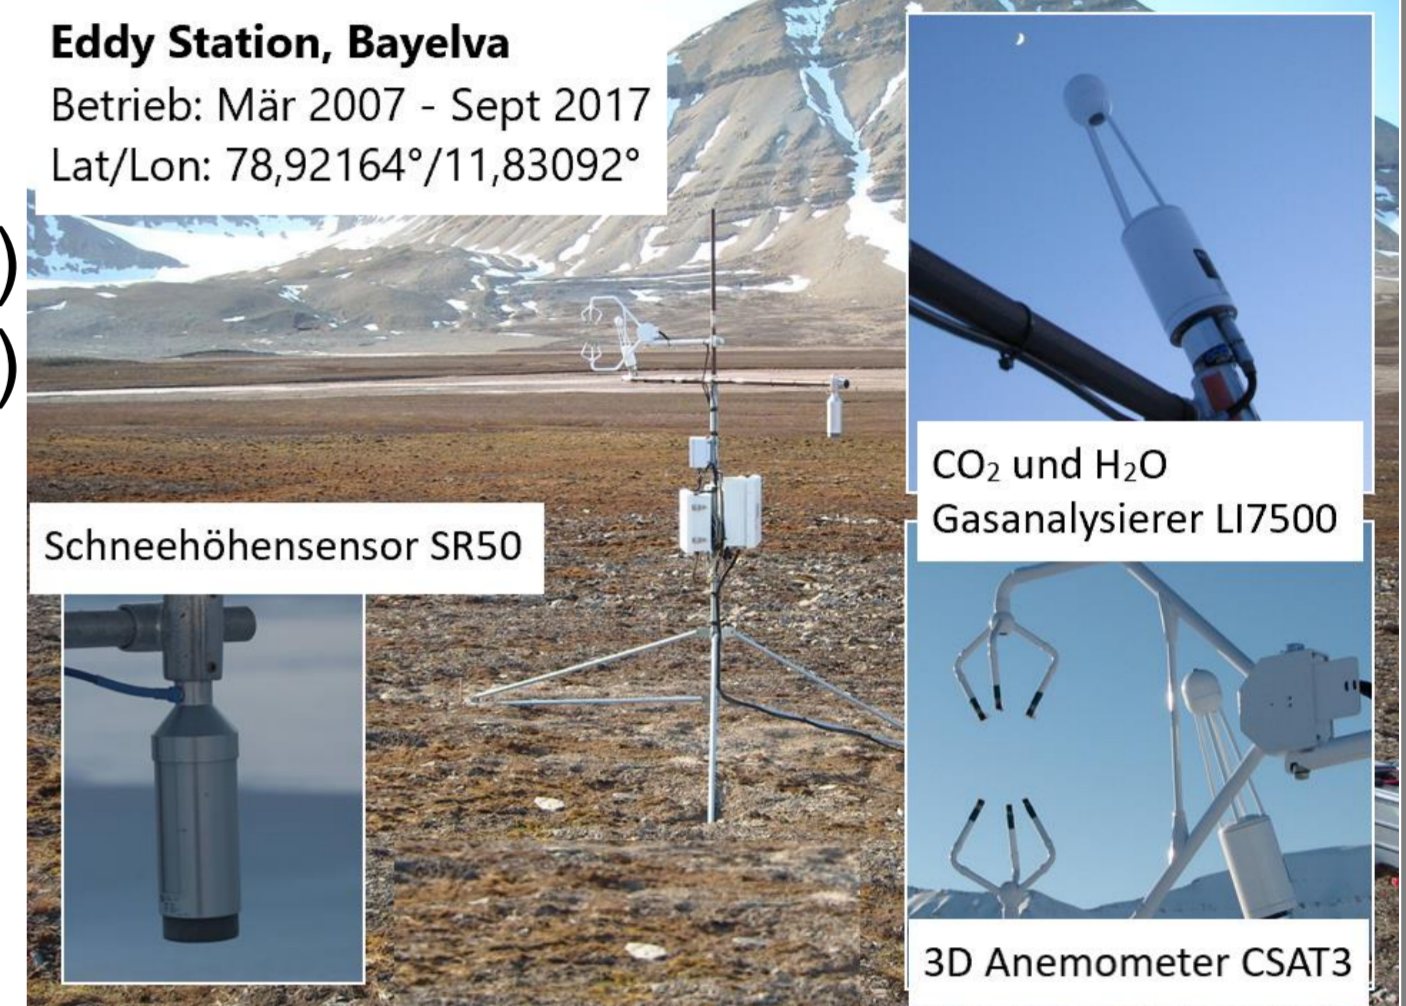 Eddy Station, Bayelva
Betrieb: Mär 2007 - Sept 2017
Lat/Lon: 78,92164°/11,83092°
)
)
CO₂ und H₂O
Gasanalysierer LI7500
Schneehöhensensor SR50
3D Anemometer CSAT3